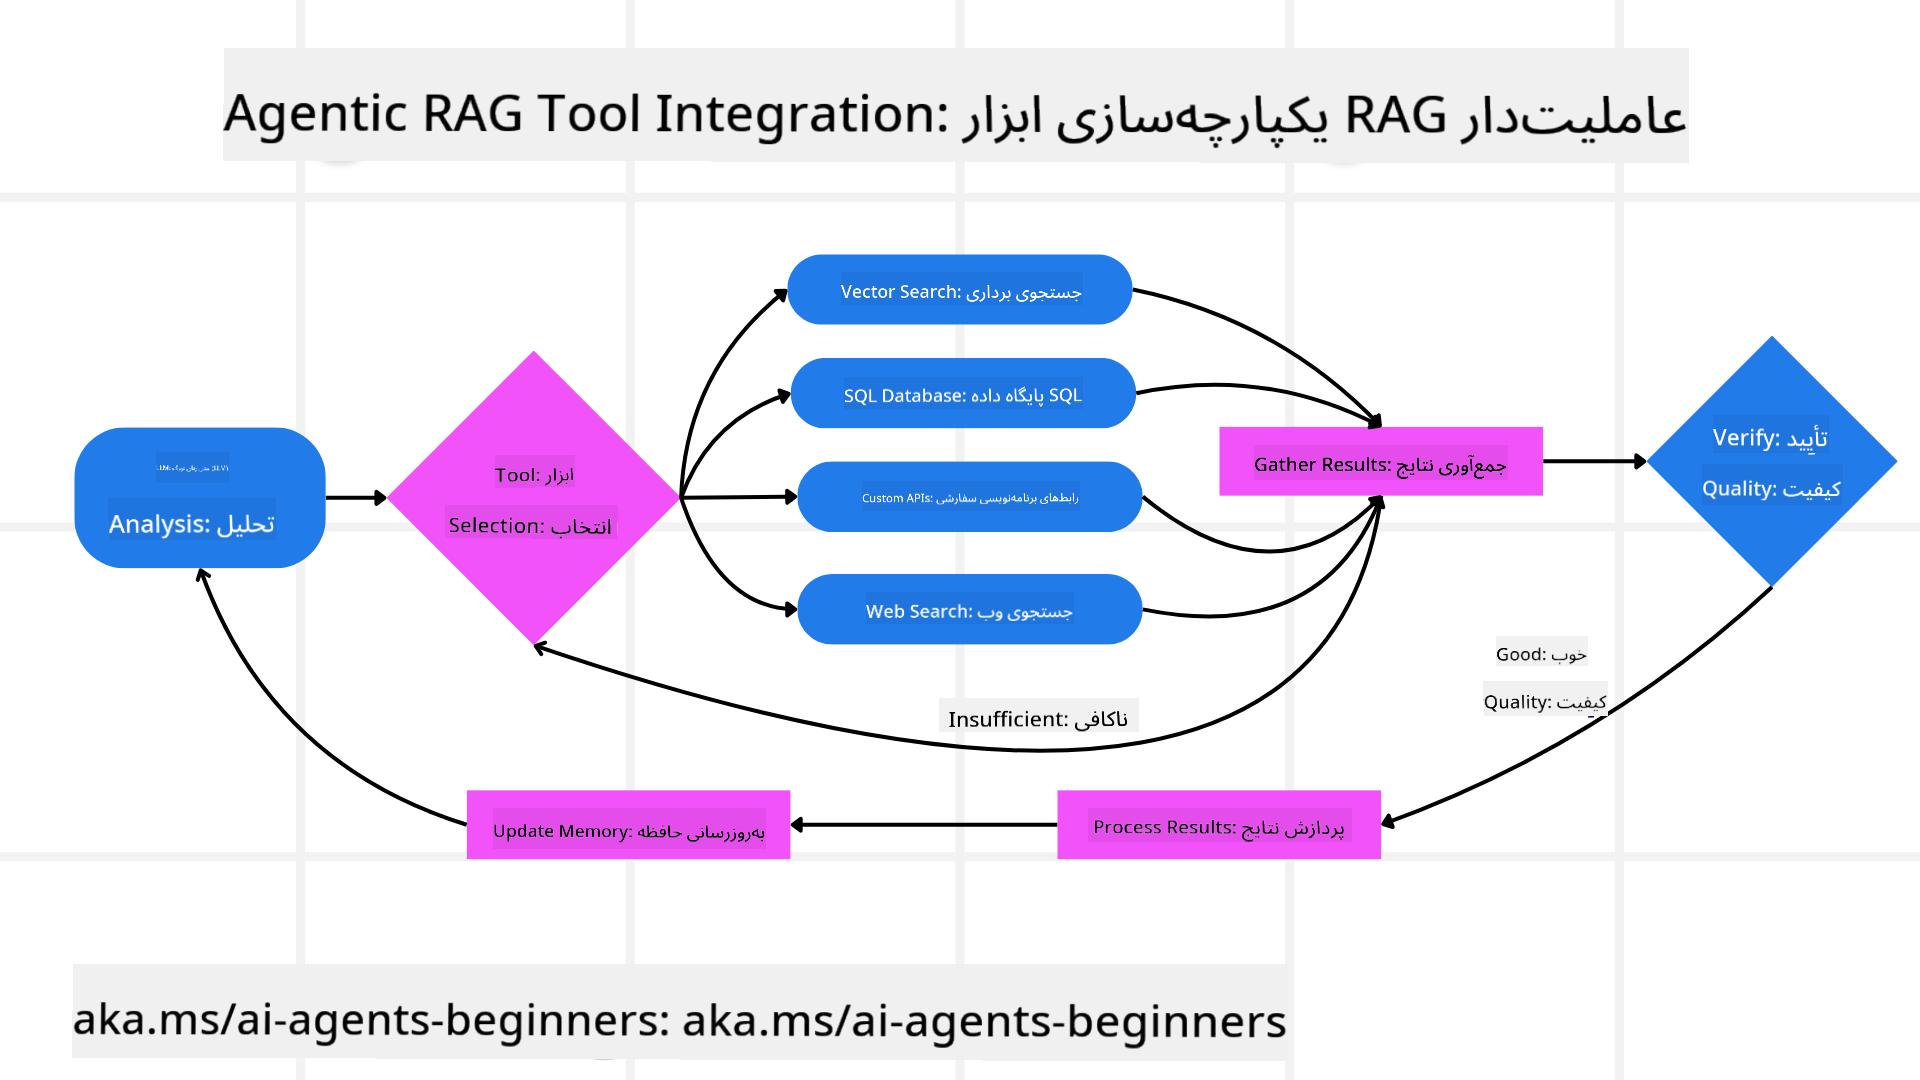 Agentic RAG Tool Integration: یکپارچه‌سازی ابزار RAG عاملیت‌دار
Vector Search: جستجوی برداری
SQL Database: پایگاه داده SQL
Custom APIs: رابط‌های برنامه‌نویسی سفارشی
Web Search: جستجوی وب
Analysis: تحلیل
Tool: ابزار
Selection: انتخاب
Gather Results: جمع‌آوری نتایج
Verify: تأیید
Quality: کیفیت
Good: خوب
Quality: کیفیت
Insufficient: ناکافی
Update Memory: به‌روزرسانی حافظه
Process Results: پردازش نتایج
aka.ms/ai-agents-beginners: aka.ms/ai-agents-beginners